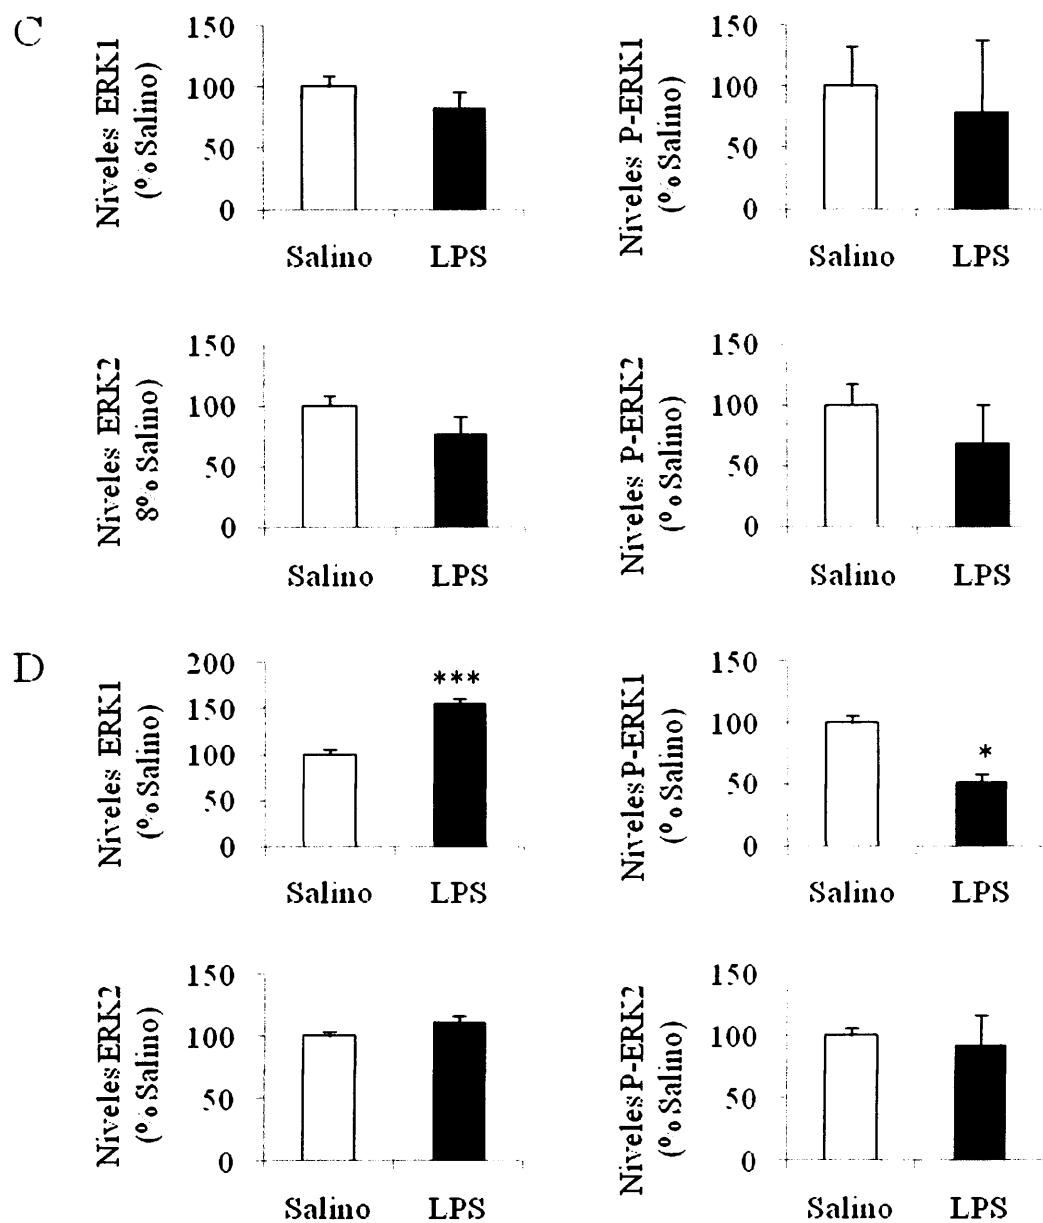 C
Niveles ERK1
(% Salino)
150
100
50
0
Salino LPS
Niveles P-ERK1
(% Salino)
150
100
50
0
Salino LPS
Niveles ERK2
8% Salino)
150
100
50
0
Salino LPS
Niveles P-ERK2
(% Salino)
150
100
50
0
Salino LPS
D
Niveles ERK1
(% Salino)
200
150
100
50
0
***
Salino LPS
Niveles P-ERK1
(% Salino)
150
100
50
0
*
Salino LPS
Niveles ERK2
(% Salino)
150
100
50
0
Salino LPS
Niveles P-ERK2
(% Salino)
150
100
50
0
Salino LPS